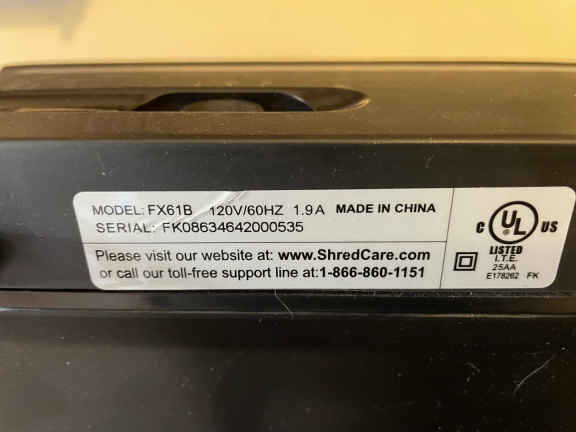 MODEL: FX61B 120V/60HZ 1.9A MADE IN CHINA
SERIAL: FK08634642000535
Please visit our website at: www.ShredCare.com
or call our toll-free support line at:1-866-860-1151
C UL US
LISTED
I.T.E.
25AA
E178262 FK